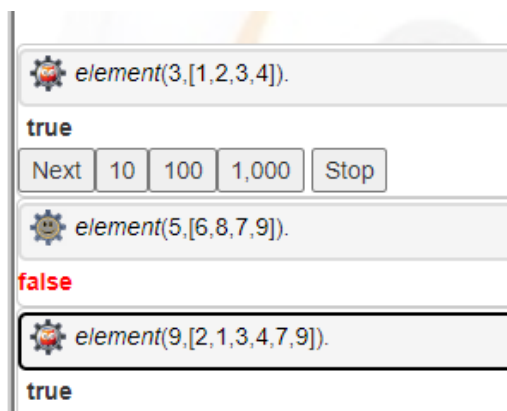 element(3,[1,2,3,4]).
true
Next 10 100 1,000 Stop
element(5,[6,8,7,9]).
false
element(9,[2,1,3,4,7,9]).
true